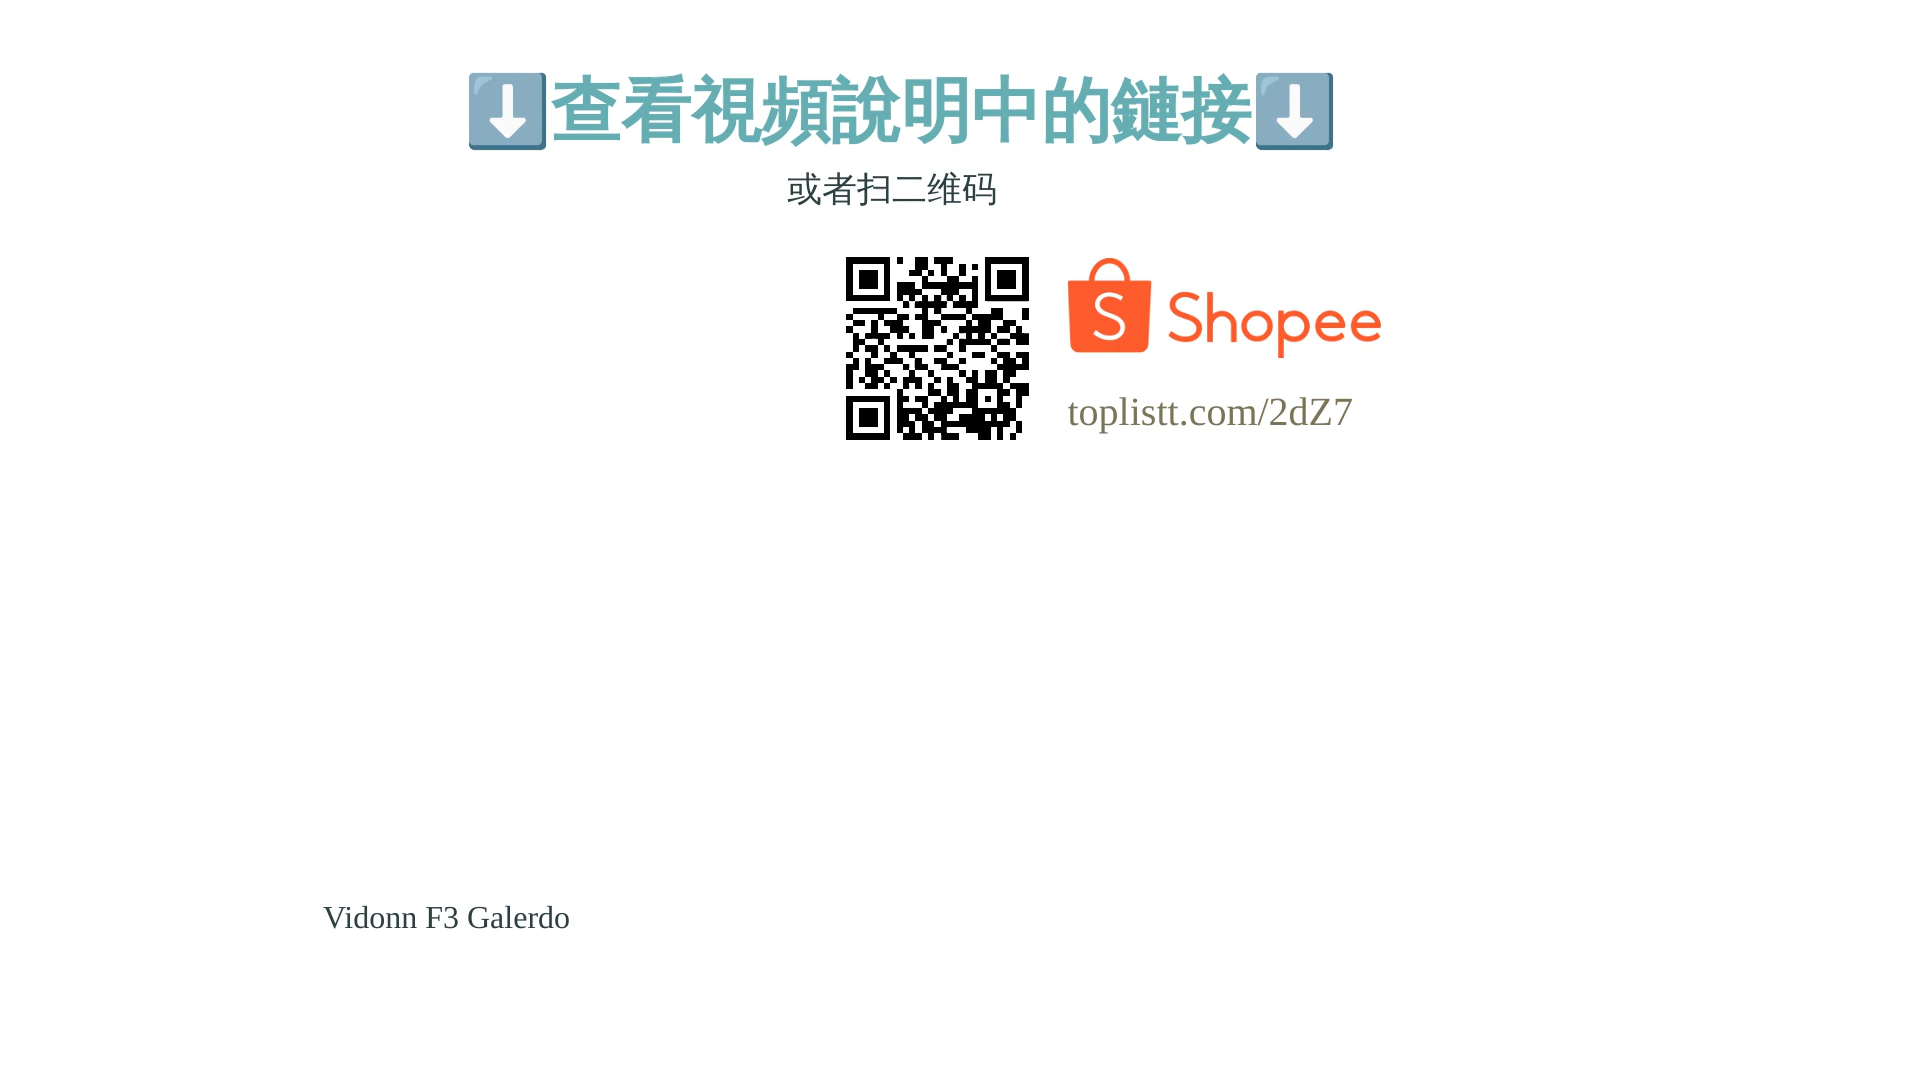 ⬇️查看視頻說明中的鏈接⬇️
或者扫二维码
Shopee
toplistt.com/2dZ7
Vidonn F3 Galerdo